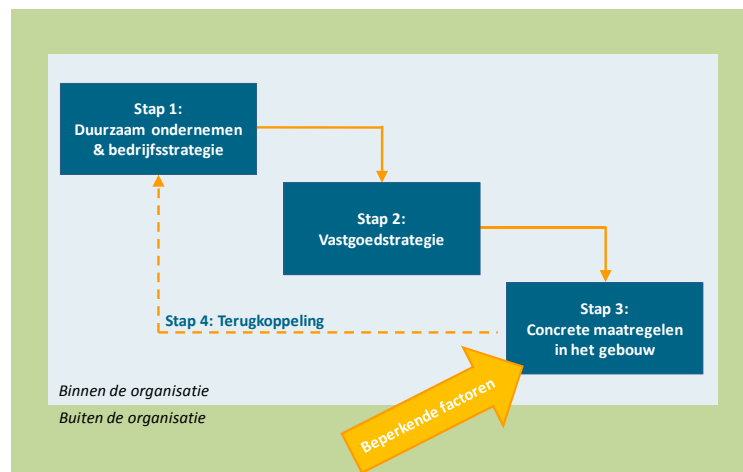 Stap 1:
Duurzaam ondernemen
& bedrijfsstrategie
Stap 2:
Vastgoedstrategie
Stap 3:
Concrete maatregelen
in het gebouw
Stap 4: Terugkoppeling
Beperkende factoren
Binnen de organisatie
Buiten de organisatie